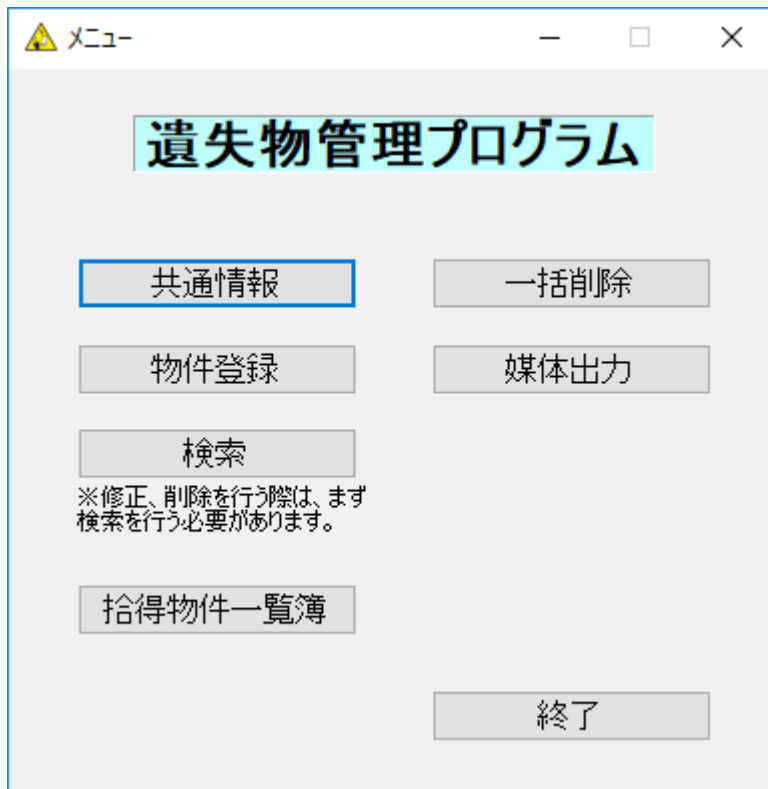 メニュー
遺失物管理プログラム
共通情報
一括削除
物件登録
媒体出力
検索
※修正、削除を行う際は、まず
検索を行う必要があります。
拾得物件一覧簿
終了